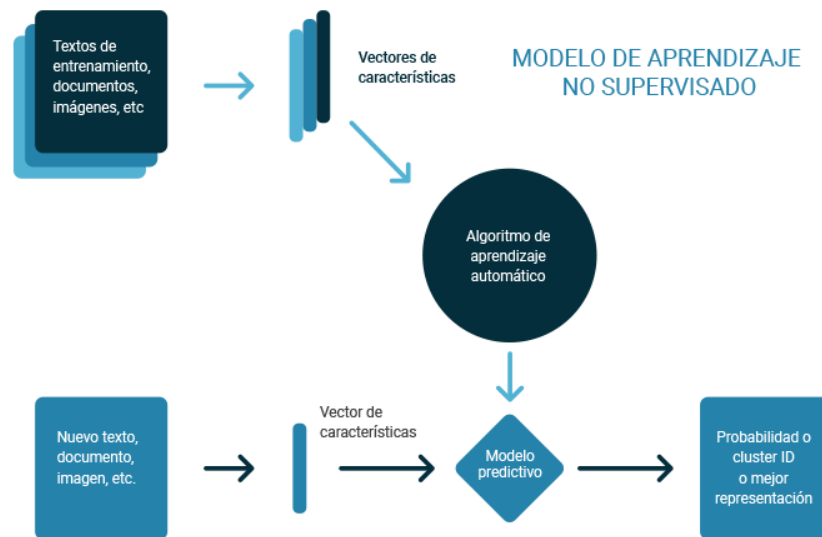 Textos de
entrenamiento,
documentos,
imágenes, etc
Vectores de
características
MODELO DE APRENDIZAJE
NO SUPERVISADO
Algoritmo de
aprendizaje
automático
Nuevo texto,
documento,
imagen, etc.
Vector de
características
Modelo
predictivo
Probabilidad o
cluster ID
o mejor
representación